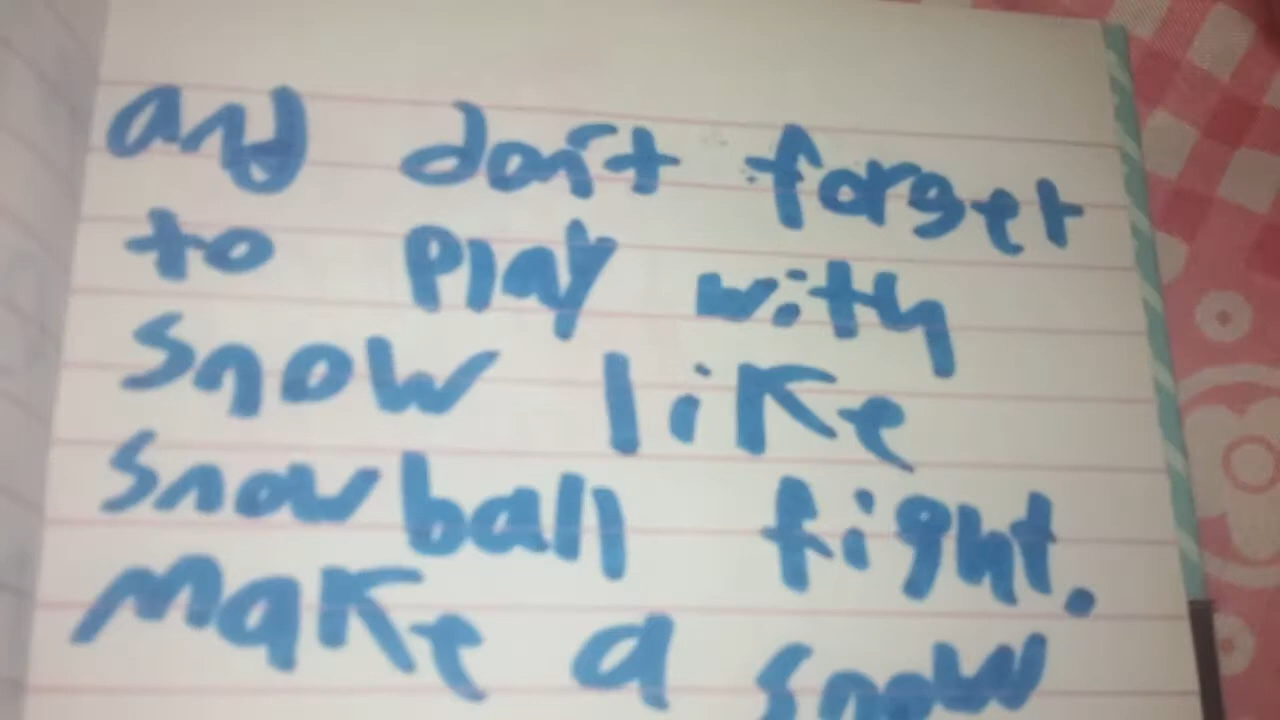 and don't forget
to play with
snow like
snowball fight.
make a snow